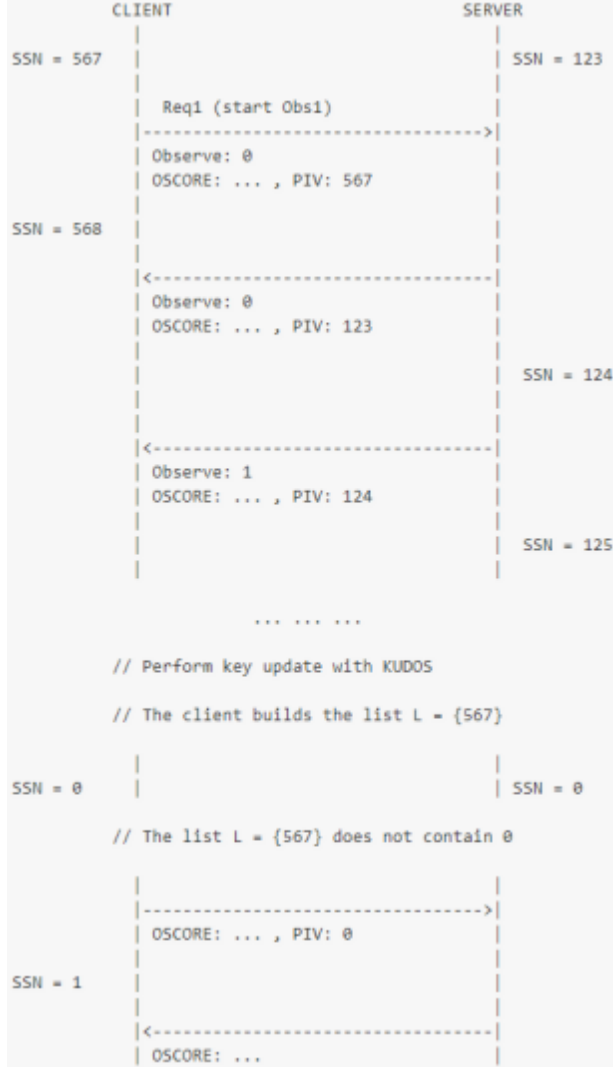 CLIENT SERVER
SSN = 567 SSN = 123
Req1 (start Obs1)
Observe: 0
OSCORE: ... , PIV: 567
SSN = 568
Observe: 0
OSCORE: ... , PIV: 123
SSN = 124
Observe: 1
OSCORE: ... , PIV: 124
SSN = 125
... ... ...
// Perform key update with KUDOS
// The client builds the list L = {567}
SSN = 0 SSN = 0
// The list L = {567} does not contain 0
OSCORE: ... , PIV: 0
SSN = 1
OSCORE: ...